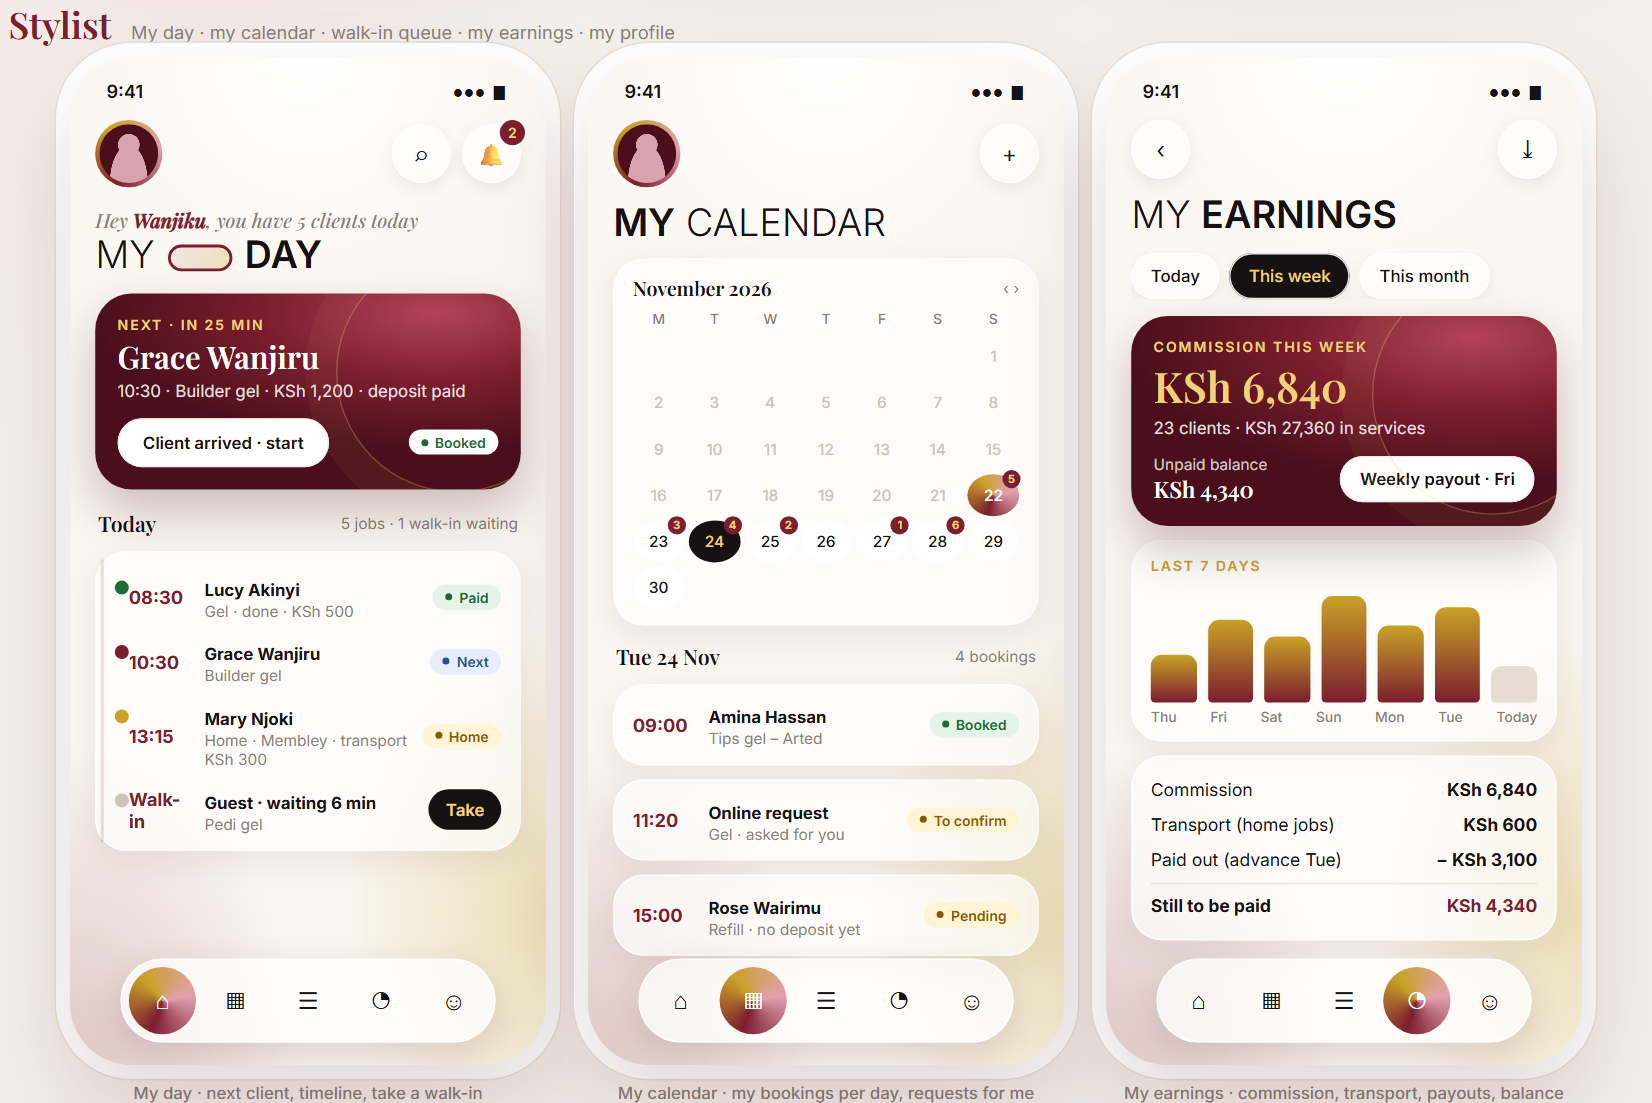 Stylist My day · my calendar · walk-in queue · my earnings · my profile
9:41
2
Hey Wanjiku, you have 5 clients today
MY DAY
NEXT · IN 25 MIN
Grace Wanjiru
10:30 · Builder gel · KSh 1,200 · deposit paid
Client arrived · start
Booked
Today
5 jobs · 1 walk-in waiting
08:30
Lucy Akinyi
Gel · done · KSh 500
Paid
10:30
Grace Wanjiru
Builder gel
Next
13:15
Mary Njoki
Home · Membley · transport
KSh 300
Home
Walk-
in
Guest · waiting 6 min
Pedi gel
Take
My day · next client, timeline, take a walk-in
9:41
+
MY CALENDAR
November 2026
‹ ›
M T W T F S S
1
2 3 4 5 6 7 8
9 10 11 12 13 14 15
16 17 18 19 20 21 22 5
23 3 24 4 25 2 26 27 1 28 6 29
30
Tue 24 Nov
4 bookings
09:00
Amina Hassan
Tips gel – Arted
Booked
11:20
Online request
Gel · asked for you
To confirm
15:00
Rose Wairimu
Refill · no deposit yet
Pending
My calendar · my bookings per day, requests for me
9:41
‹
MY EARNINGS
Today This week This month
COMMISSION THIS WEEK
KSh 6,840
23 clients · KSh 27,360 in services
Unpaid balance
KSh 4,340
Weekly payout · Fri
LAST 7 DAYS
Thu Fri Sat Sun Mon Tue Today
Commission KSh 6,840
Transport (home jobs) KSh 600
Paid out (advance Tue) – KSh 3,100
Still to be paid KSh 4,340
My earnings · commission, transport, payouts, balance